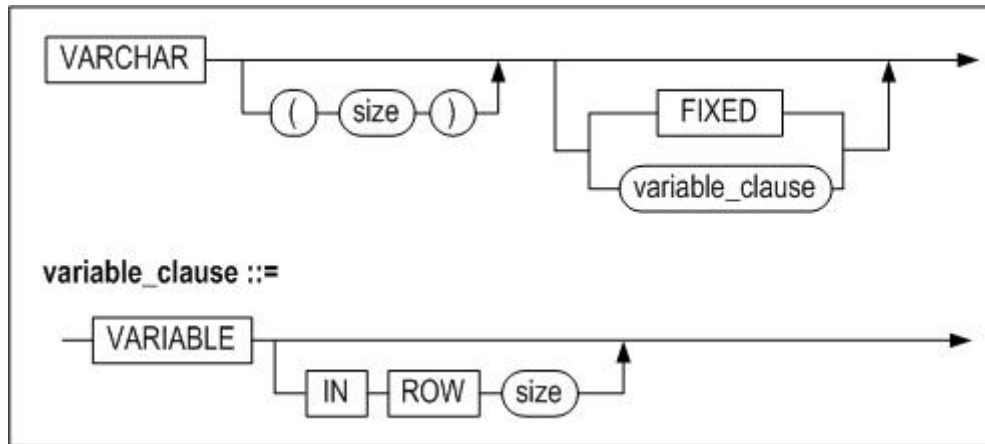 VARCHAR
( size )
FIXED
variable_clause
variable_clause ::=
VARIABLE
IN ROW size